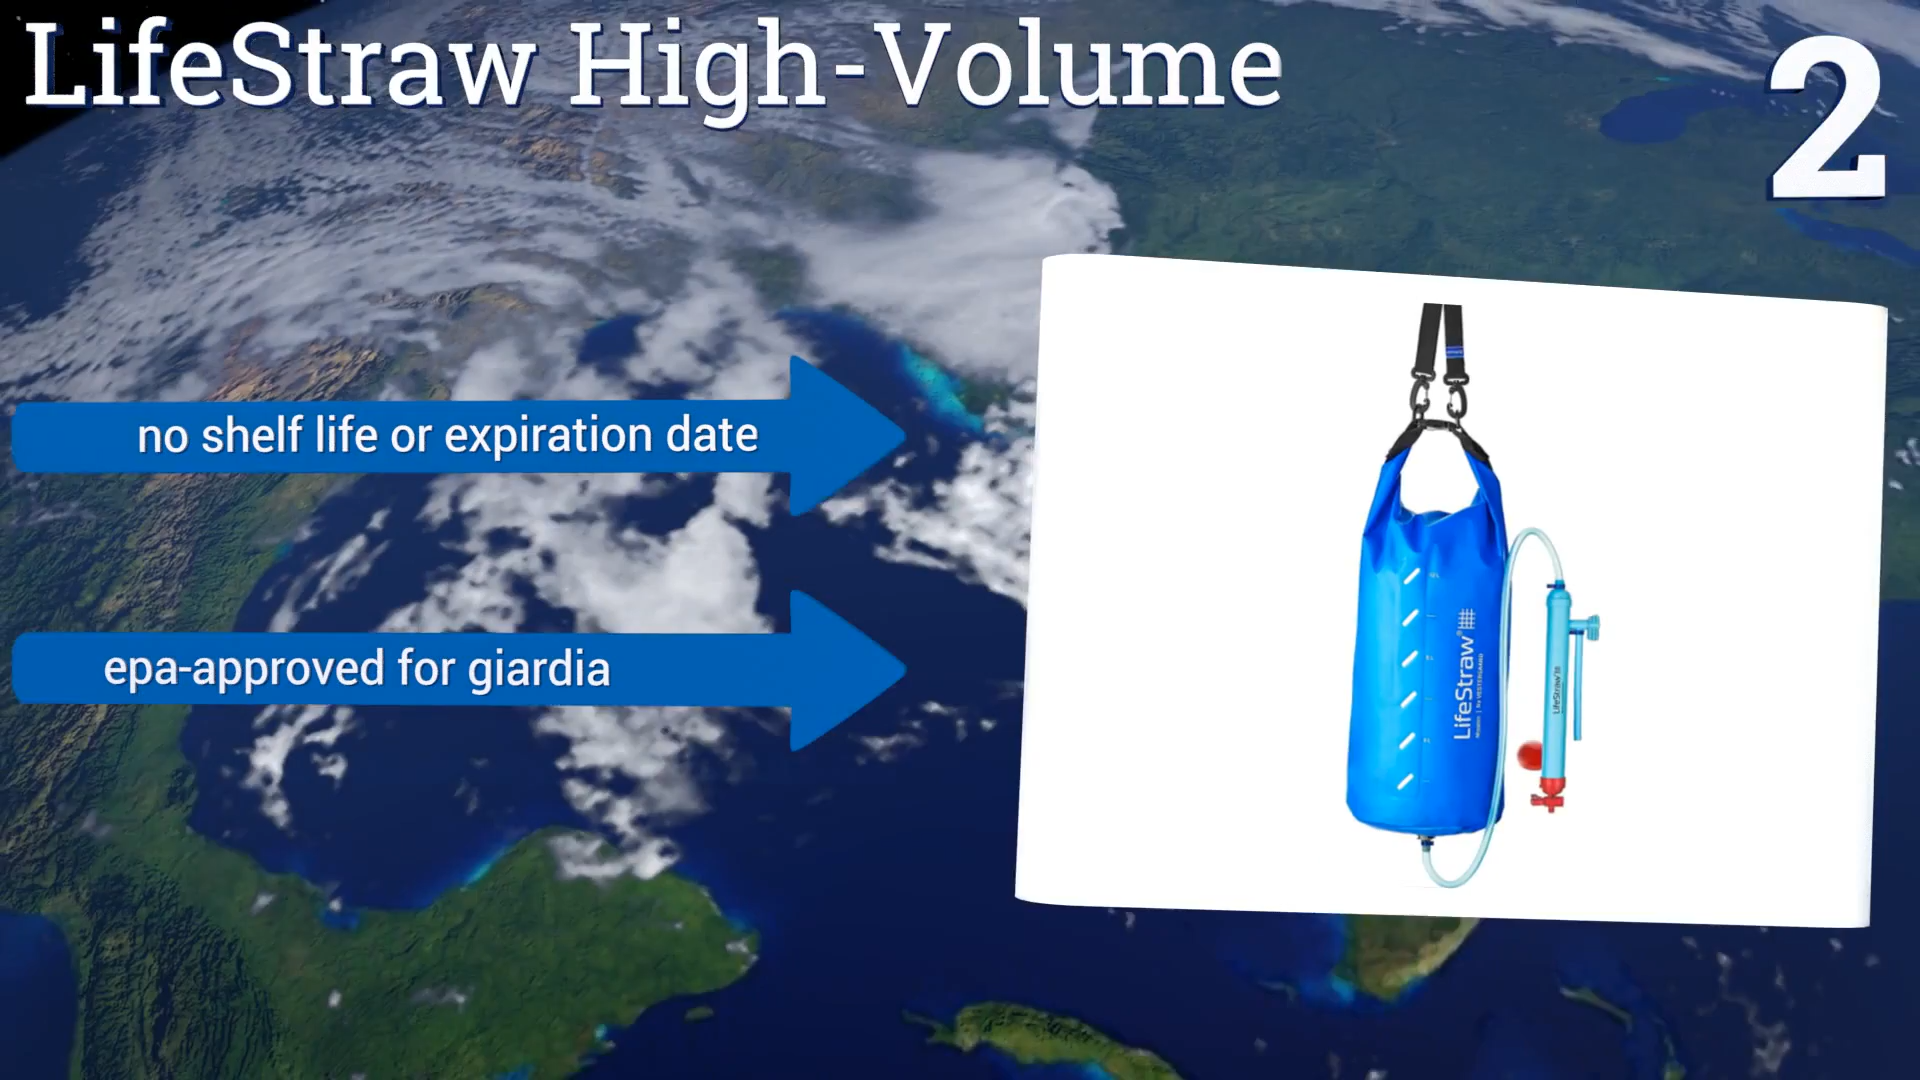 LifeStraw High-Volume
2
no shelf life or expiration date
epa-approved for giardia
LifeStraw®
LifeStraw®